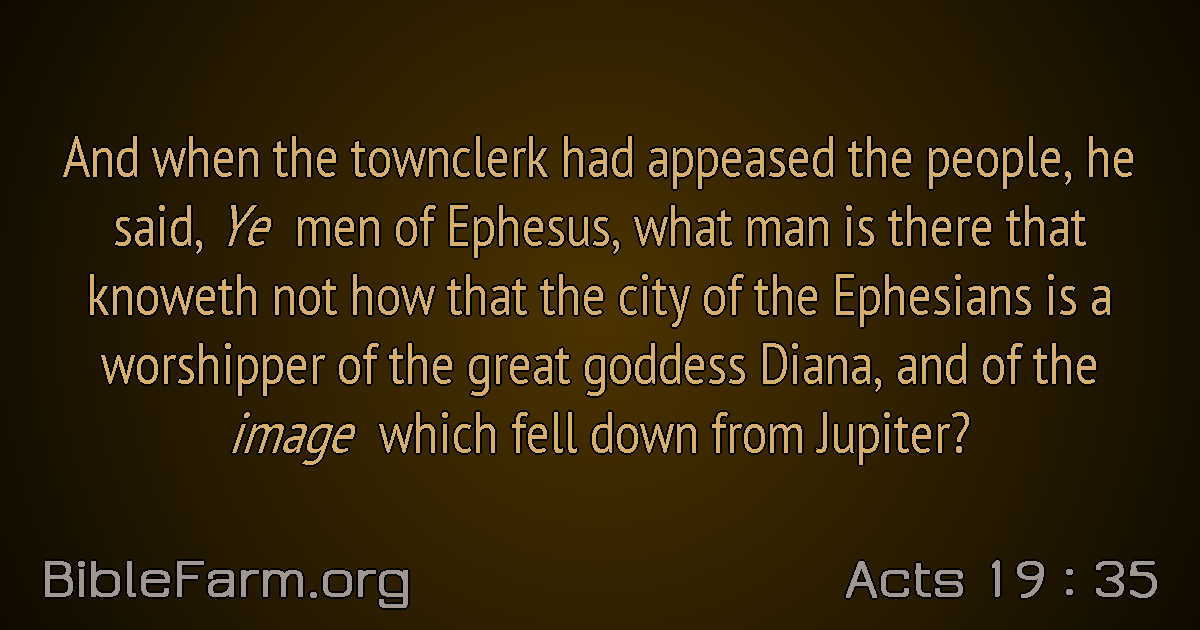 And when the townclerk had appeased the people, he
said, Ye men of Ephesus, what man is there that
knoweth not how that the city of the Ephesians is a
worshipper of the great goddess Diana, and of the
image which fell down from Jupiter?
BibleFarm.org
Acts 19 : 35